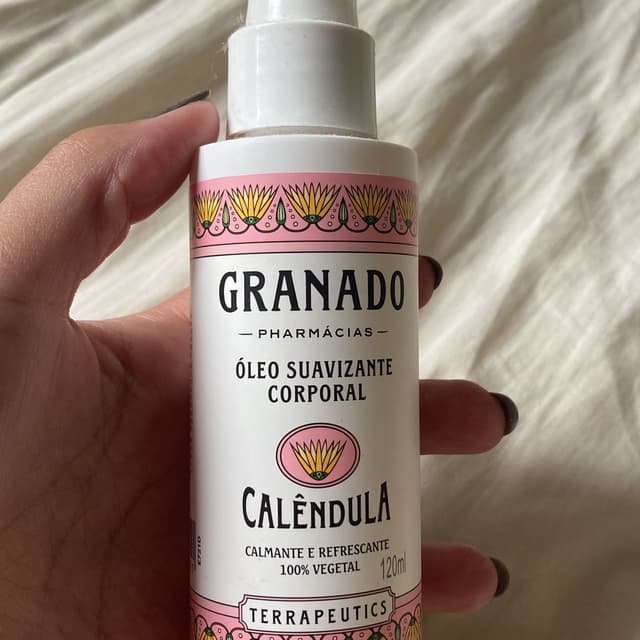 GRANADO
PHARMÁCIAS
ÓLEO SUAVIZANTE
CORPORAL
CALÊNDULA
CALMANTE E REFRESCANTE
100% VEGETAL
120ml
TERRAPEUTICS